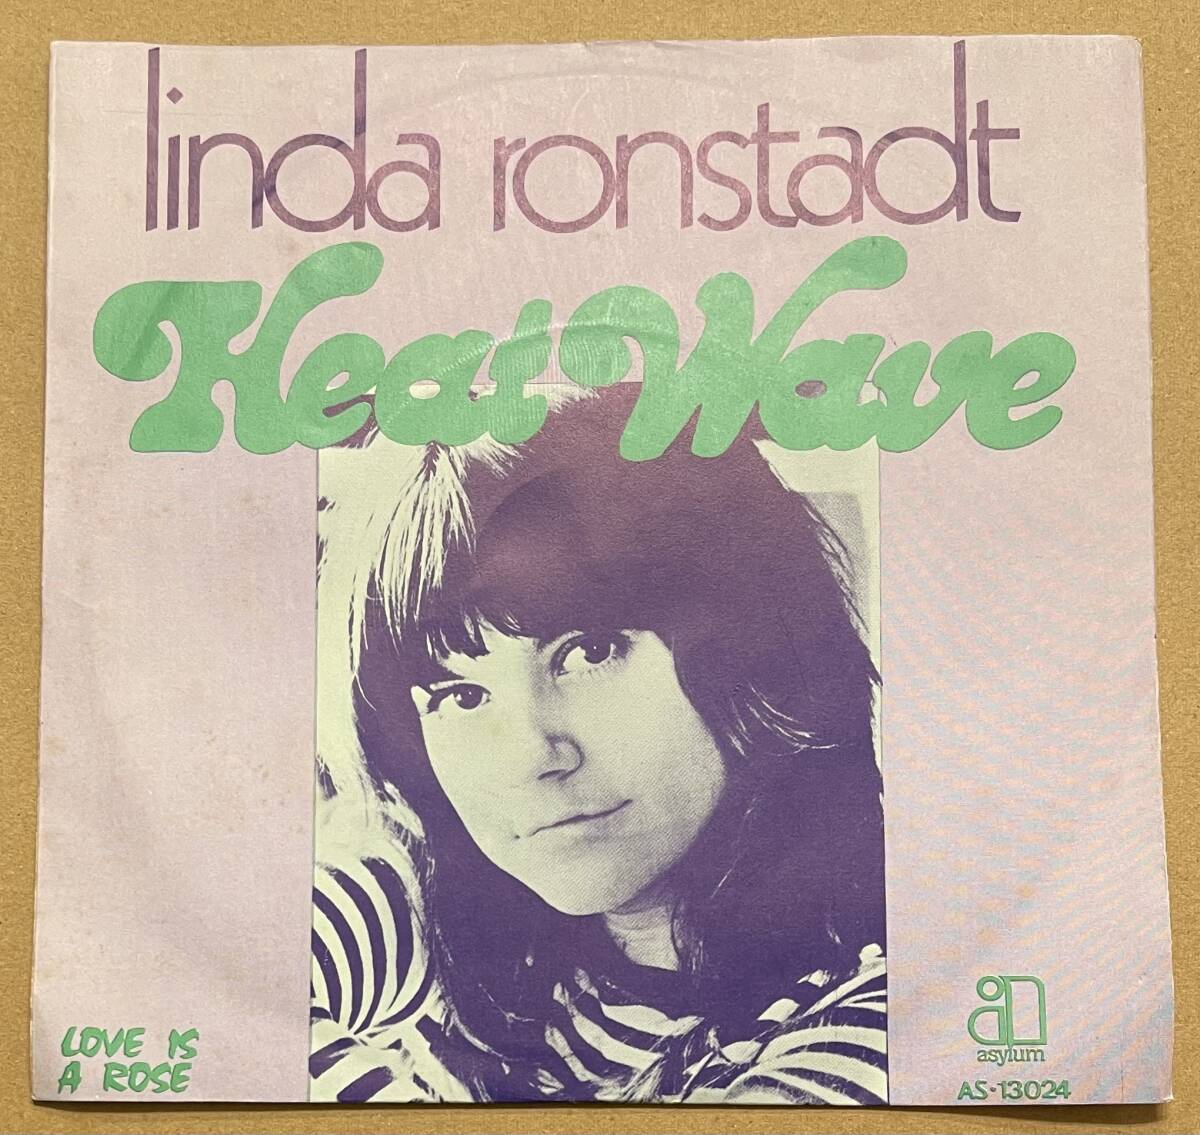 linda ronstadt
Heat Wave
LOVE IS
A ROSE
asylum
AS-13024